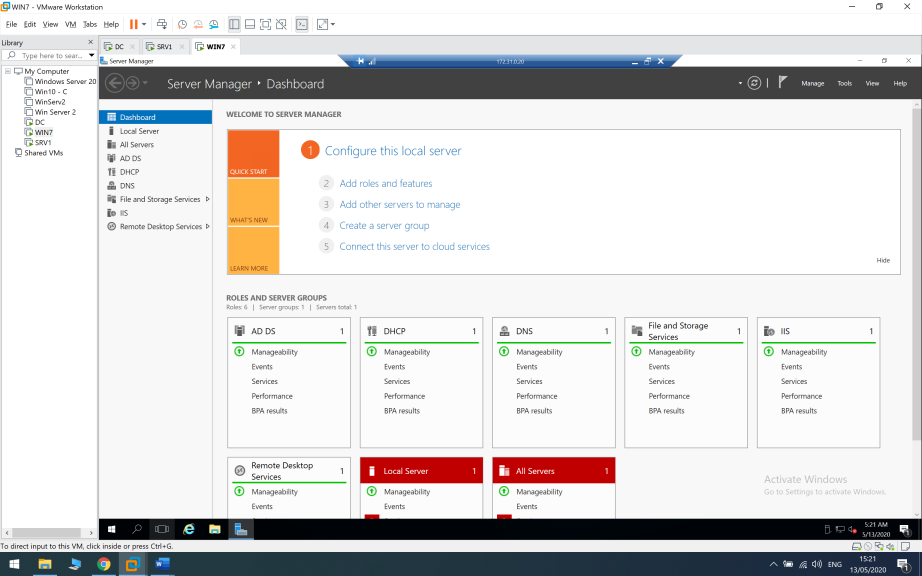 WIN7 - VMware Workstation
File Edit View VM Tabs Help
Library
Type here to sear...
My Computer
Windows Server 20
Win10 - C
WinServ2
Win Server 2
DC
WIN7
SRV1
Shared VMs
DC SRV1 WIN7
Server Manager
172.31.0.20
Server Manager • Dashboard
Manage Tools View Help
Dashboard
Local Server
All Servers
AD DS
DHCP
DNS
File and Storage Services
IIS
Remote Desktop Services
WELCOME TO SERVER MANAGER
QUICK START
WHAT'S NEW
LEARN MORE
1 Configure this local server
2 Add roles and features
3 Add other servers to manage
4 Create a server group
5 Connect this server to cloud services
Hide
ROLES AND SERVER GROUPS
Roles: 6 | Server groups: 1 | Servers total: 1
AD DS 1
Manageability
Events
Services
Performance
BPA results
DHCP 1
Manageability
Events
Services
Performance
BPA results
DNS 1
Manageability
Events
Services
Performance
BPA results
File and Storage
Services 1
Manageability
Events
Services
Performance
BPA results
IIS 1
Manageability
Events
Services
Performance
BPA results
Remote Desktop
Services 1
Manageability
Events
Local Server 1
Manageability
Events
All Servers 1
Manageability
Events
Activate Windows
Go to Settings to activate Windows.
5:21 AM
5/13/2020
To direct input to this VM, click inside or press Ctrl+G.
ENG
15:21
13/05/2020